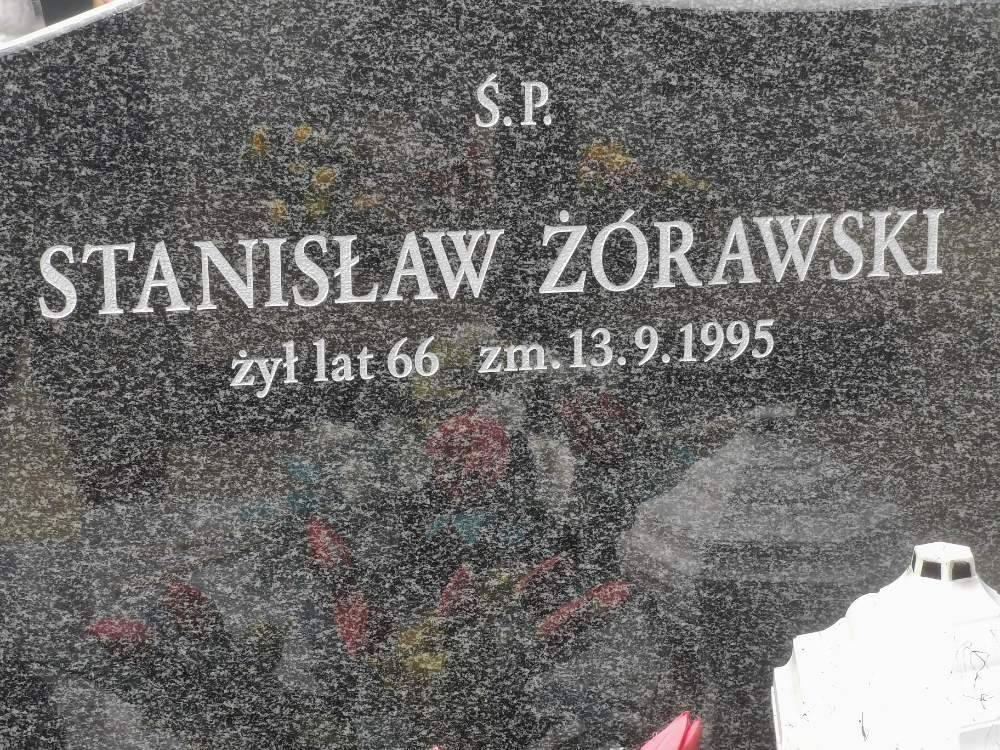 Ś.P.
STANISŁAW ŻÓRAWSKI
żył lat 66 zm. 13.9.1995